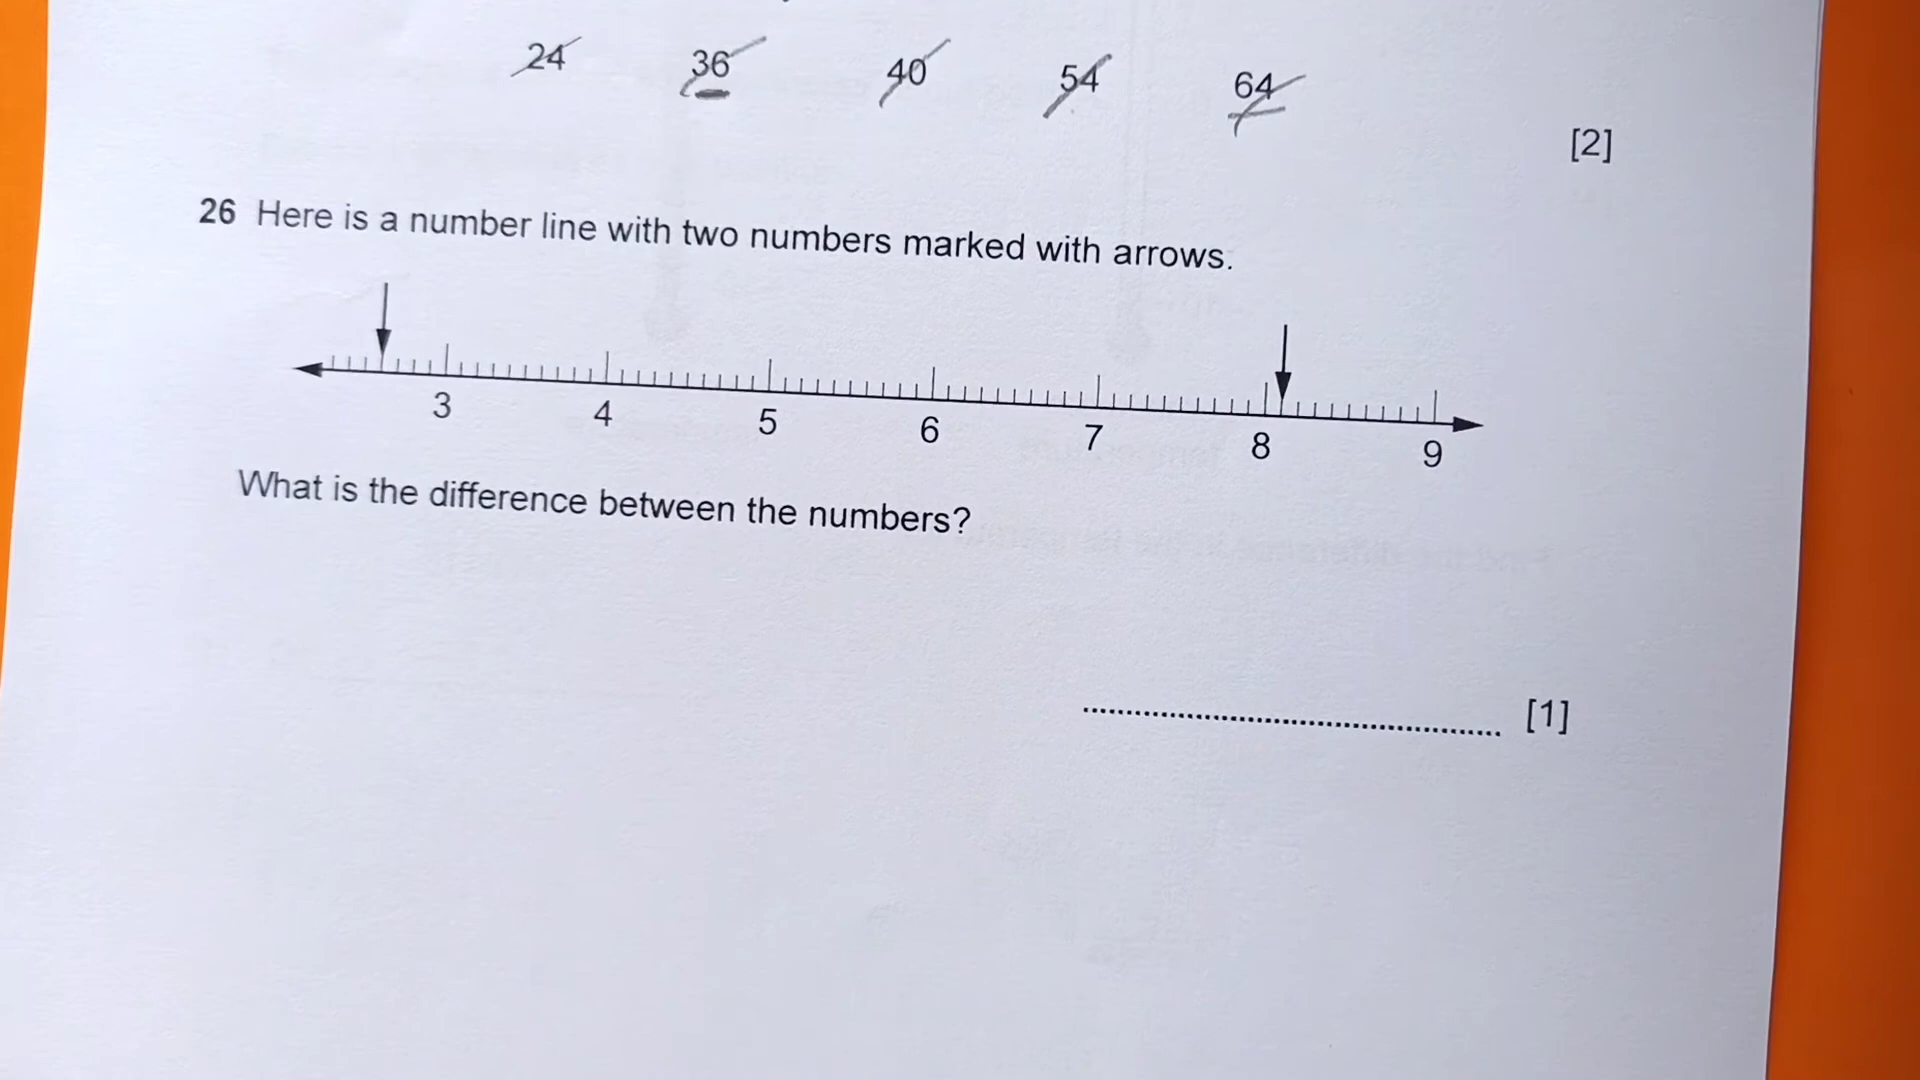 24 36 40 54 64
[2]
26 Here is a number line with two numbers marked with arrows.
3 4 5 6 7 8 9
What is the difference between the numbers?
[1]